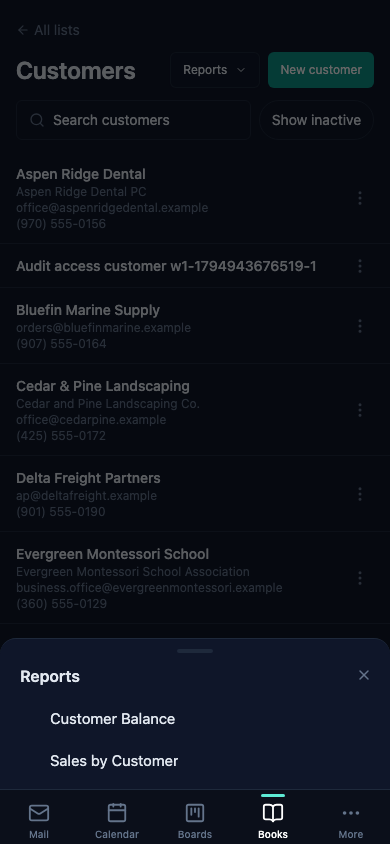 All lists
Customers
Reports
New customer
Search customers
Show inactive
Aspen Ridge Dental
Aspen Ridge Dental PC
office@aspenridgedental.example
(970) 555-0156
Audit access customer w1-1794943676519-1
Bluefin Marine Supply
orders@bluefinmarine.example
(907) 555-0164
Cedar & Pine Landscaping
Cedar and Pine Landscaping Co.
office@cedarpine.example
(425) 555-0172
Delta Freight Partners
ap@deltafreight.example
(901) 555-0190
Evergreen Montessori School
Evergreen Montessori School Association
business.office@evergreenmontessori.example
(360) 555-0129
Reports
Customer Balance
Sales by Customer
Mail
Calendar
Boards
Books
More